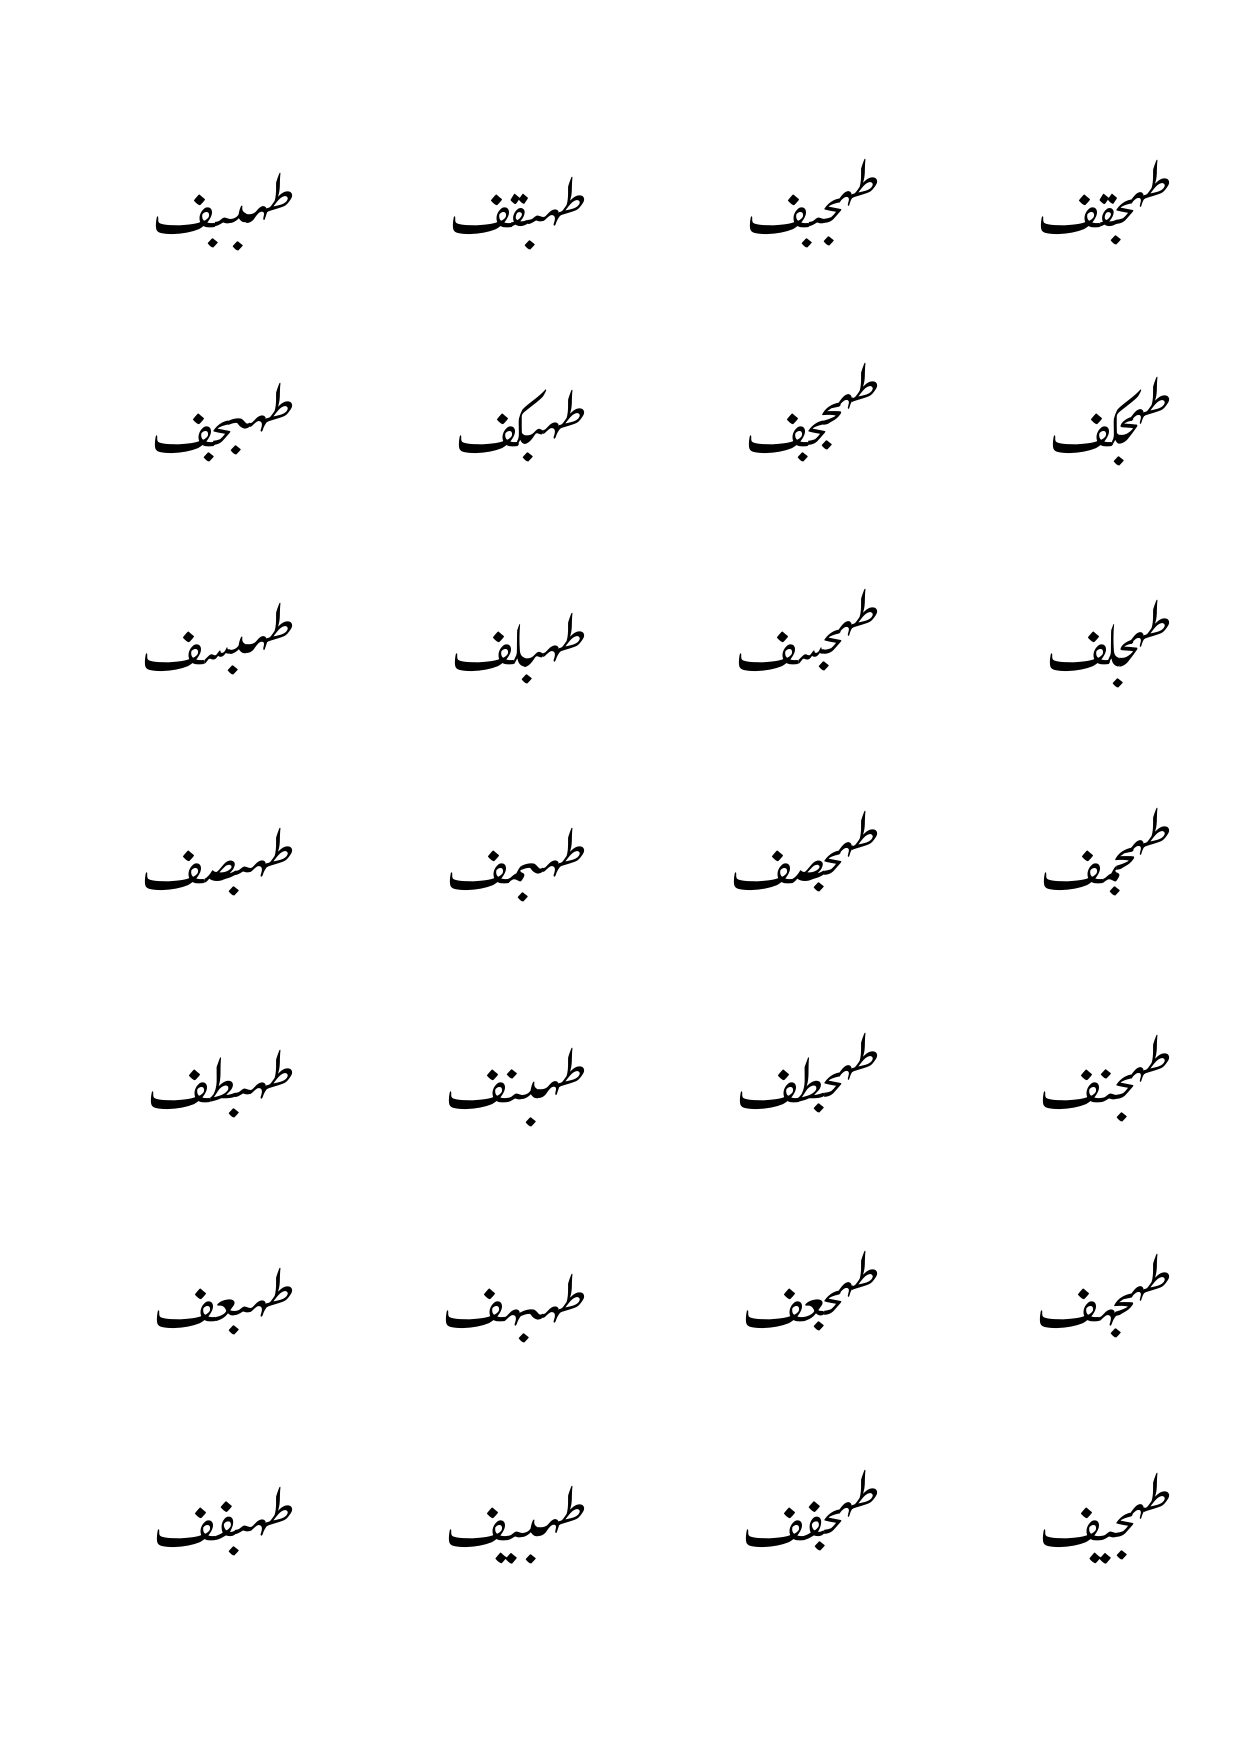 طهجقف طهجبف طهبقف طهببف
طهجكف طهججف طهبكف طهبجف
طهجلف طهجسف طهبلف طهبسف
طهجمف طهجصف طهبمف طهبصف
طهجنف طهجطف طهبنف طهبطف
طهجهف طهجعف طهبهف طهبعف
طهجيف طهجفف طهبيف طهبفف